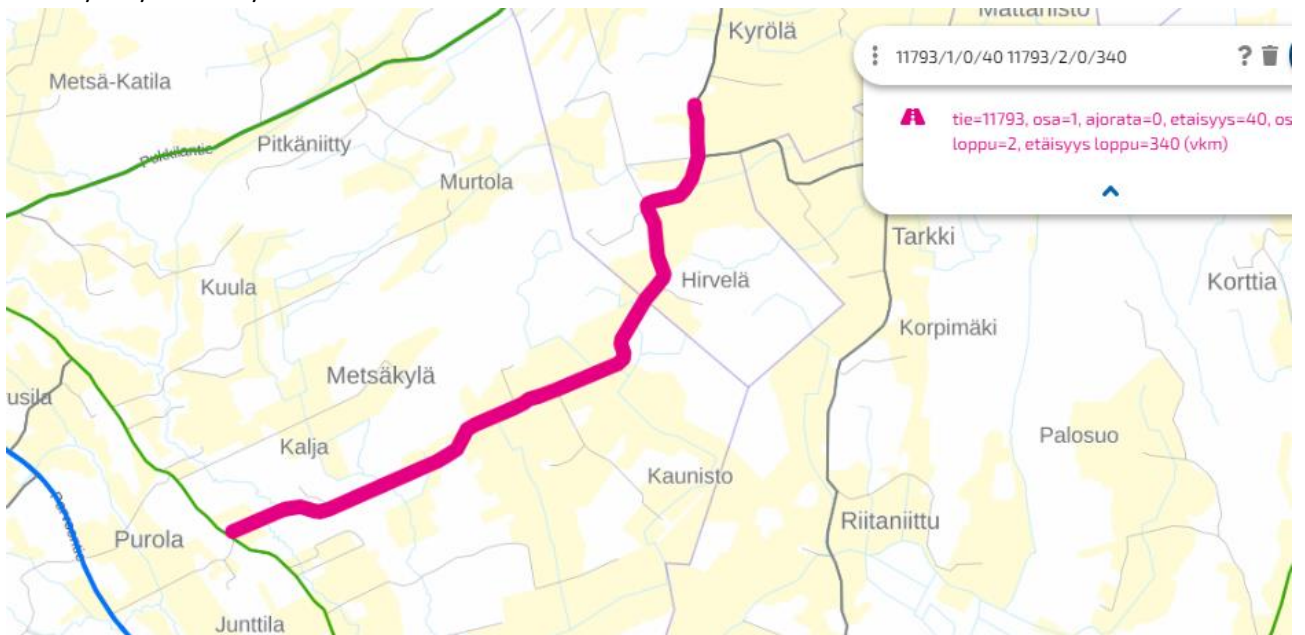 Mattanisto
Kyrölä
11793/1/0/40 11793/2/0/340
?
Metsä-Katila
tie=11793, osa=1, ajorata=0, etaisyys=40, os
loppu=2, etäisyys loppu=340 (vkm)
Pukkilantie
Pitkäniitty
Murtola
Tarkki
Hirvelä
Korttia
Kuula
Korpimäki
Metsäkylä
usila
Kalja
Palosuo
Kaunisto
Porvoontie
Purola
Riitaniittu
Junttila